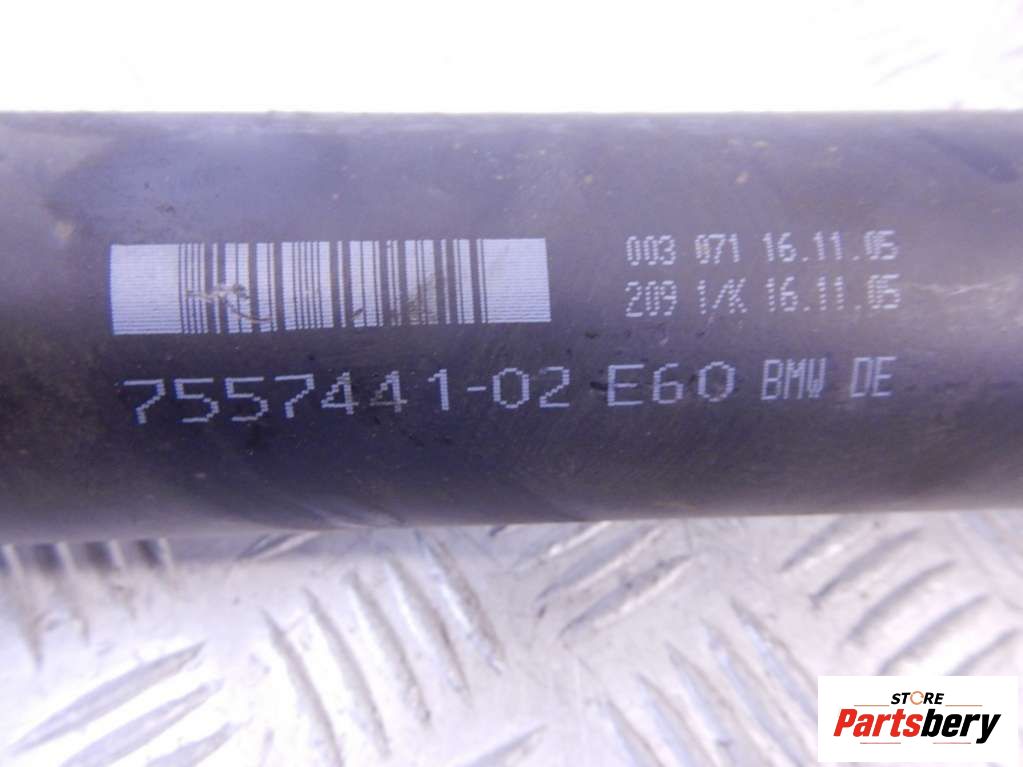 003 071 16.11.05
209 1/K 16.11.05
7557441-02 E60 BMW DE
STORE
Partsbery